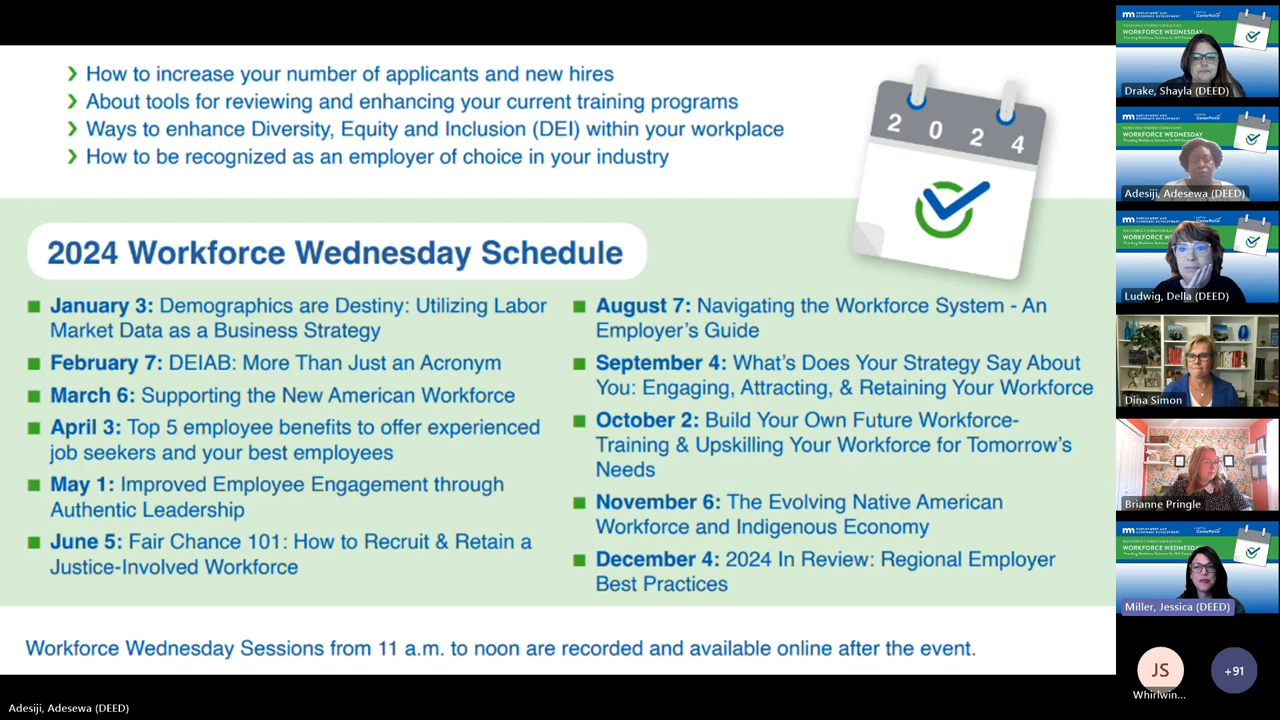 How to increase your number of applicants and new hires
About tools for reviewing and enhancing your current training programs
Ways to enhance Diversity, Equity and Inclusion (DEI) within your workplace
How to be recognized as an employer of choice in your industry
2024
2024 Workforce Wednesday Schedule
January 3: Demographics are Destiny: Utilizing Labor
Market Data as a Business Strategy
February 7: DEIAB: More Than Just an Acronym
March 6: Supporting the New American Workforce
April 3: Top 5 employee benefits to offer experienced
job seekers and your best employees
May 1: Improved Employee Engagement through
Authentic Leadership
June 5: Fair Chance 101: How to Recruit & Retain a
Justice-Involved Workforce
August 7: Navigating the Workforce System - An
Employer's Guide
September 4: What's Does Your Strategy Say About
You: Engaging, Attracting, & Retaining Your Workforce
October 2: Build Your Own Future Workforce-
Training & Upskilling Your Workforce for Tomorrow's
Needs
November 6: The Evolving Native American
Workforce and Indigenous Economy
December 4: 2024 In Review: Regional Employer
Best Practices
Workforce Wednesday Sessions from 11 a.m. to noon are recorded and available online after the event.
Adesiji, Adesewa (DEED)
WORKFORCE WEDNESDAY
Drake, Shayla (DEED)
WORKFORCE WEDNESDAY
Adesiji, Adesewa (DEED)
Ludwig, Della (DEED)
Dina Simon
Brianne Pringle
WORKFORCE WEDNESDAY
Miller, Jessica (DEED)
JS
Whirlwin...
+91